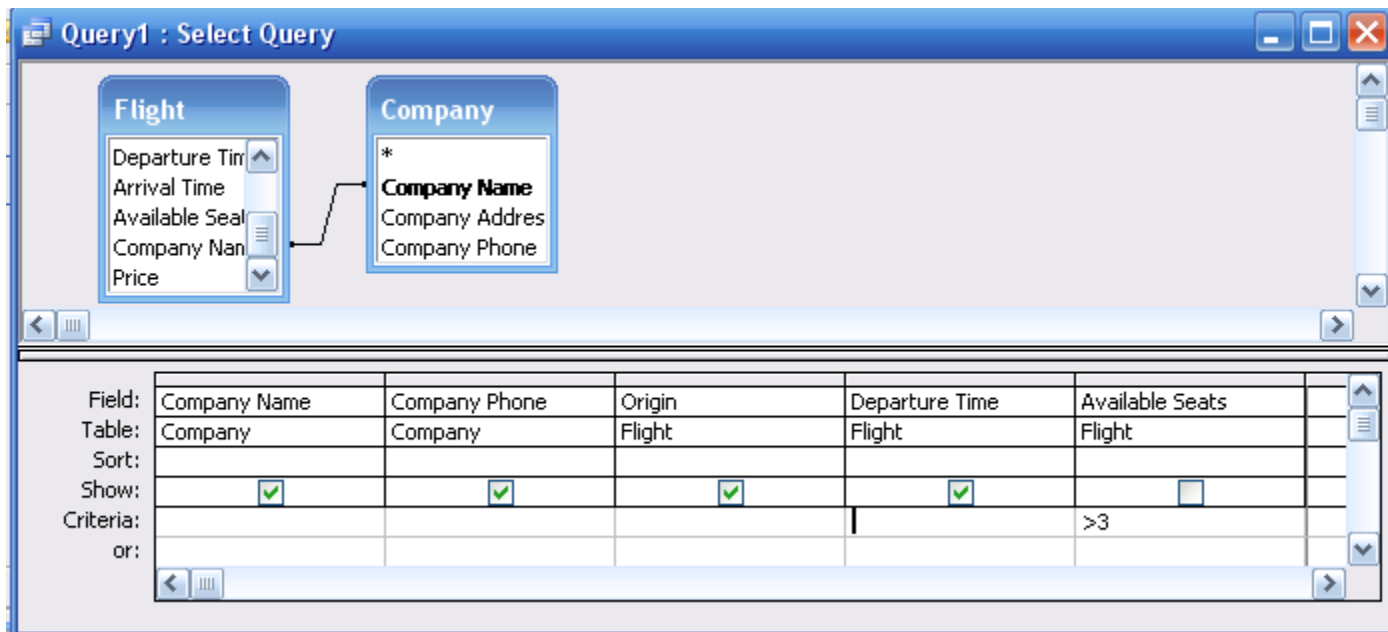 Query1 : Select Query
Flight
Departure Tim
Arrival Time
Available Seat
Company Nam
Price
Company
*
Company Name
Company Addres
Company Phone
Field: Company Name Company Phone Origin Departure Time Available Seats
Table: Company Company Flight Flight Flight
Sort:
Show:
Criteria: >3
or: